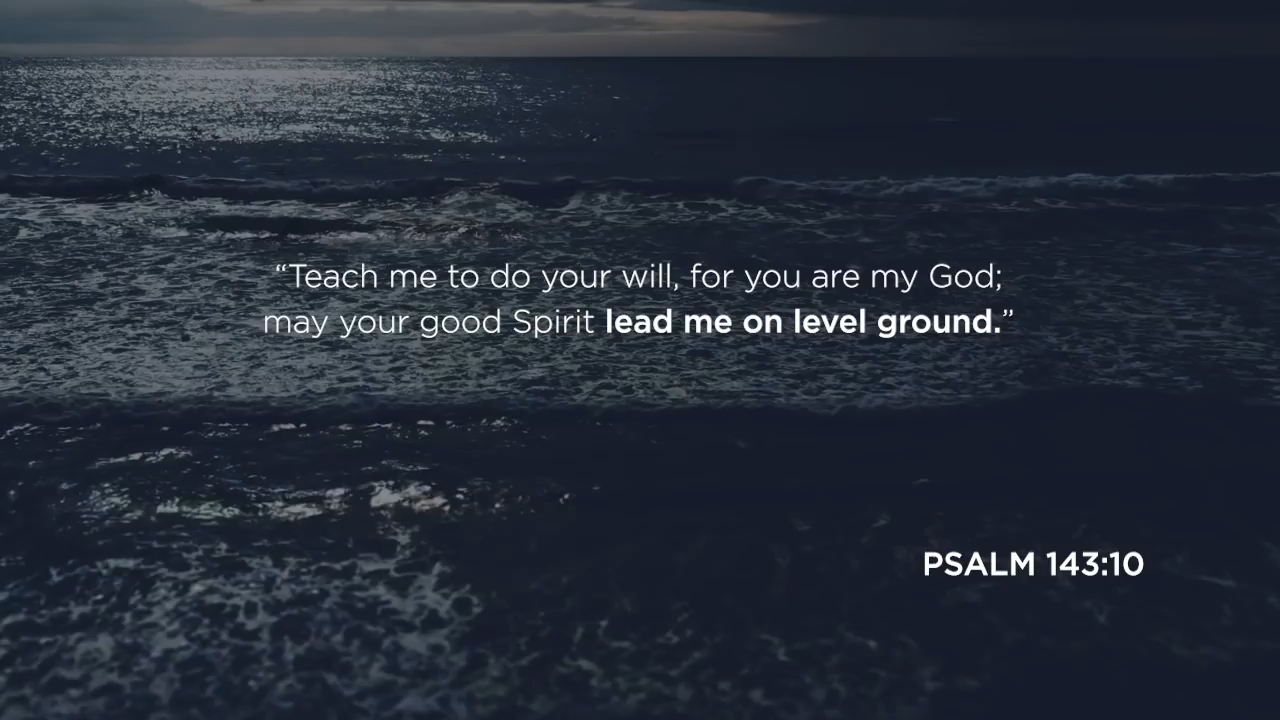 “Teach me to do your will, for you are my God;
may your good Spirit lead me on level ground.”
PSALM 143:10